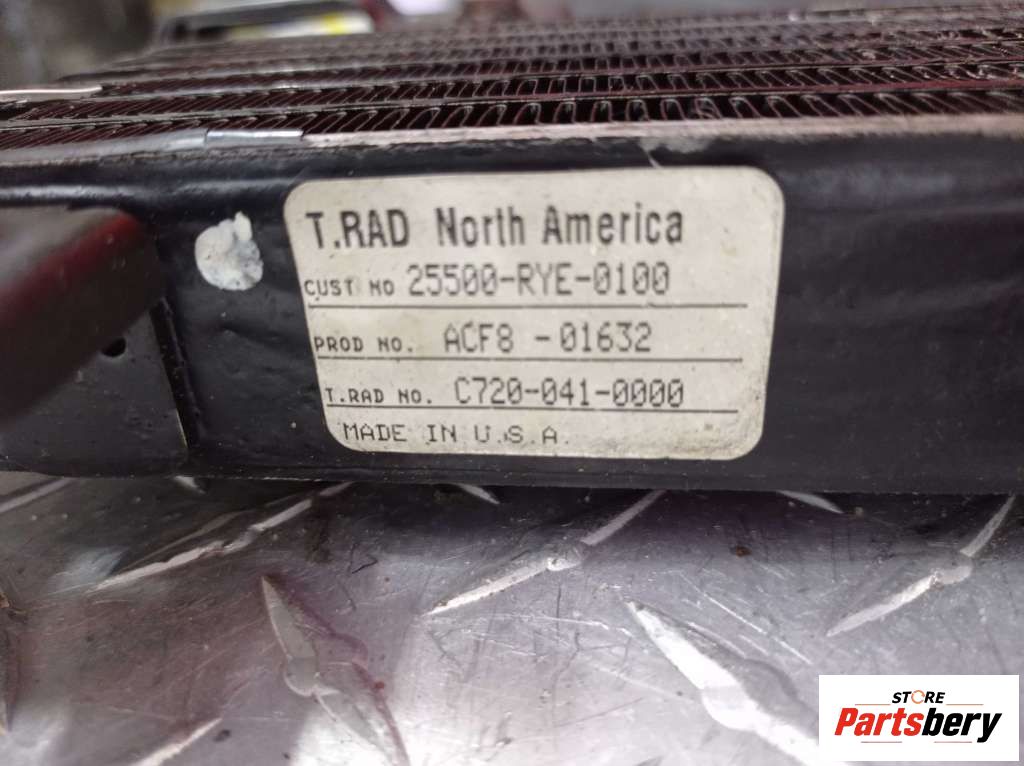 T.RAD North America
CUST NO 25500-RYE-0100
PROD NO. ACF8 -01632
T.RAD NO. C720-041-0000
MADE IN U.S.A.
STORE
Partsbery